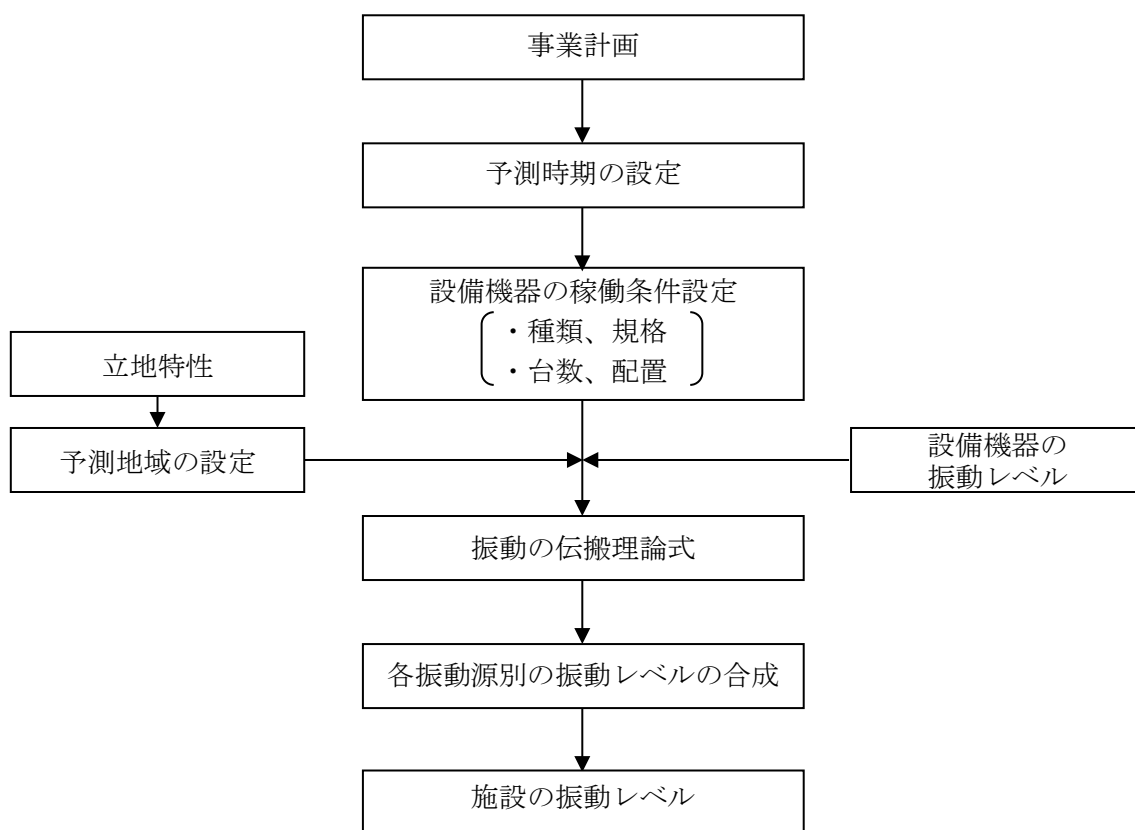 事業計画
予測時期の設定
設備機器の稼働条件設定
・種類、規格
・台数、配置
立地特性
予測地域の設定
設備機器の
振動レベル
振動の伝搬理論式
各振動源別の振動レベルの合成
施設の振動レベル